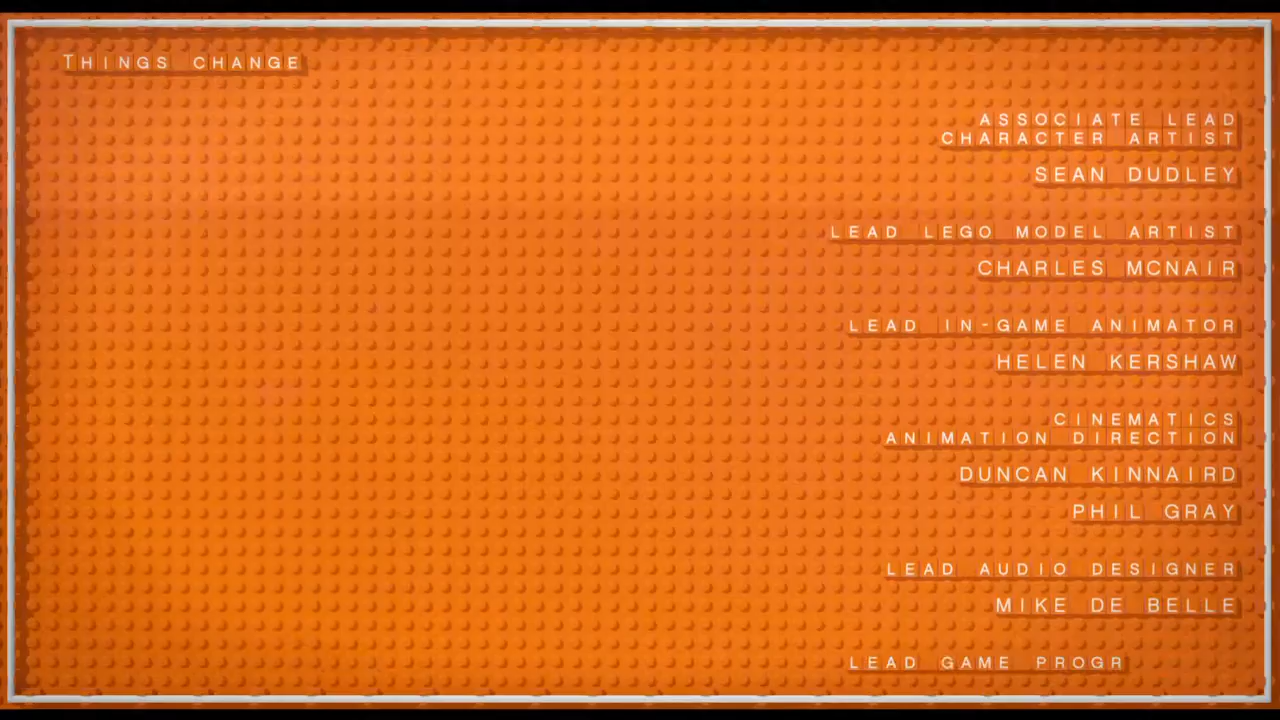 THINGS CHANGE
ASSOCIATE LEAD
CHARACTER ARTIST
SEAN DUDLEY
LEAD LEGO MODEL ARTIST
CHARLES MCNAIR
LEAD IN-GAME ANIMATOR
HELEN KERSHAW
CINEMATICS
ANIMATION DIRECTION
DUNCAN KINNAIRD
PHIL GRAY
LEAD AUDIO DESIGNER
MIKE DE BELLE
LEAD GAME PROGR